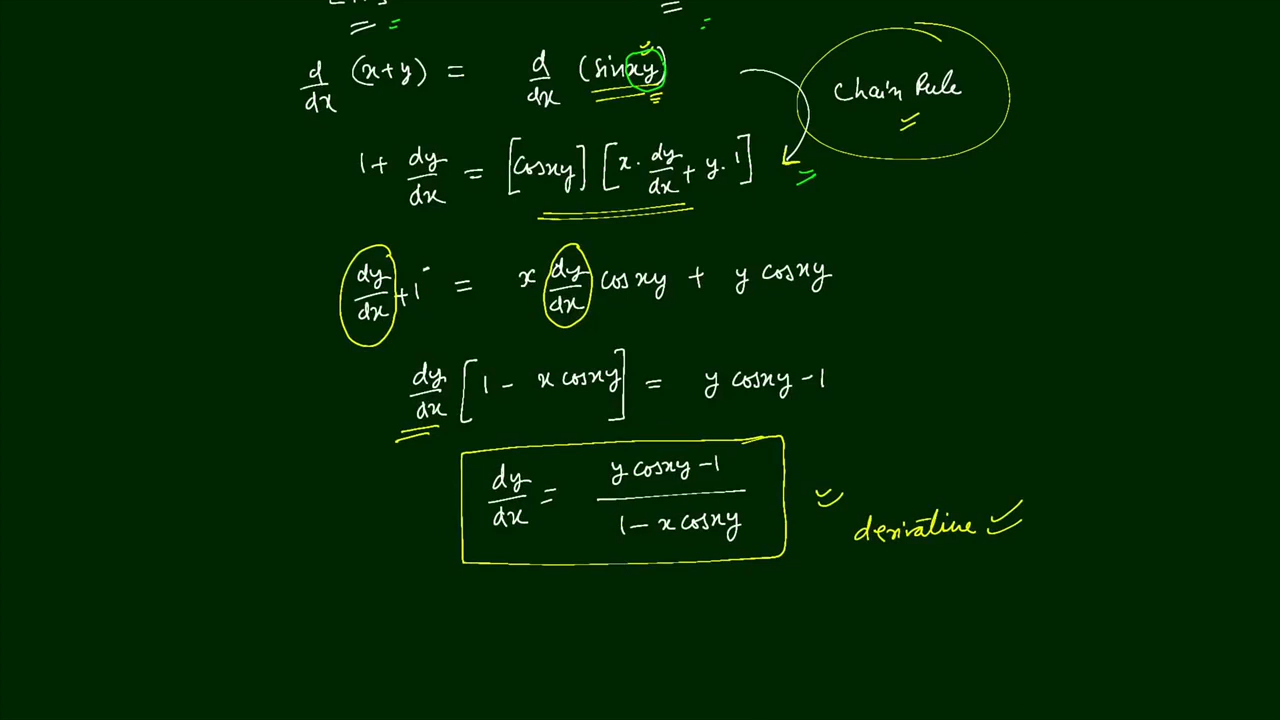 d/dx (x+y) = d/dx (sinxy)
Chain Rule
1 + dy/dx = [cosxy] [x. dy/dx + y. 1]
dy/dx + 1 = x dy/dx cosxy + y cosxy
dy/dx [1 - x cosxy] = y cosxy - 1
dy/dx = (y cosxy - 1)/(1 - x cosxy)
derivative